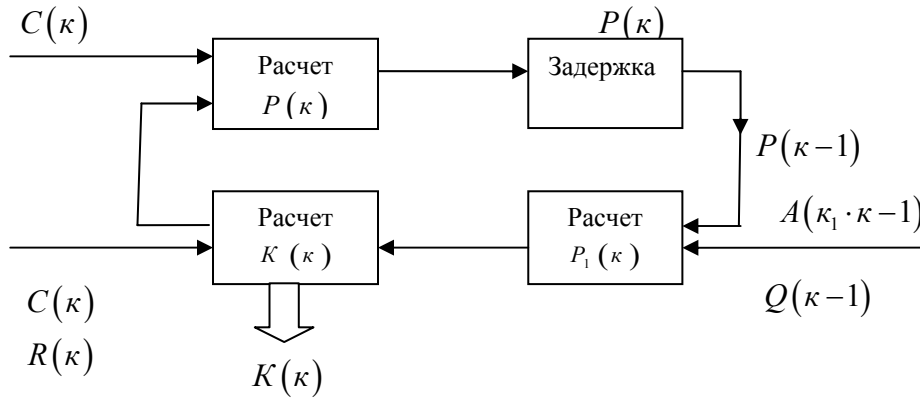 C(κ)
P(κ)
Расчет
P(κ)
Задержка
P(κ−1)
A(κ₁·κ−1)
Расчет
К(κ)
Расчет
P₁(κ)
C(κ)
R(κ)
Q(κ−1)
К(κ)